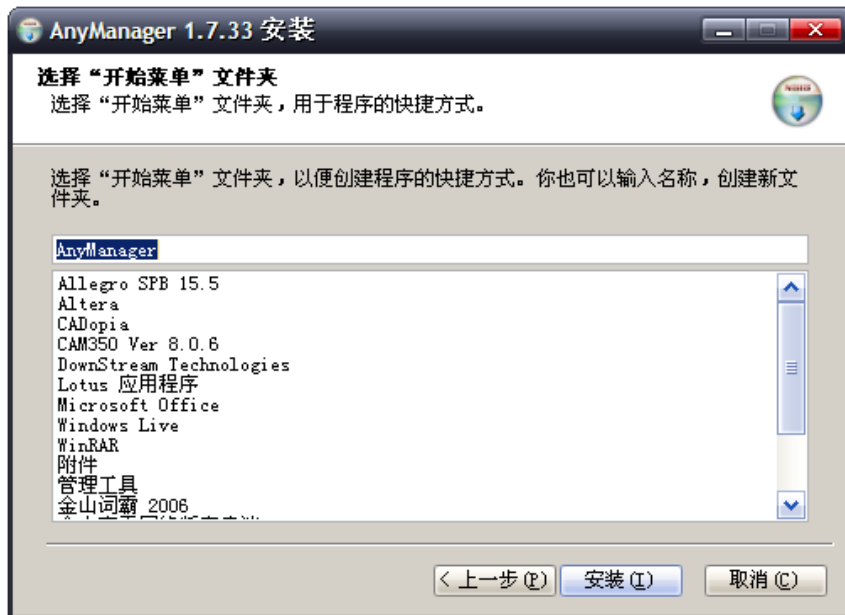 AnyManager 1.7.33 安装
选择“开始菜单”文件夹
选择“开始菜单”文件夹，用于程序的快捷方式。
选择“开始菜单”文件夹，以便创建程序的快捷方式。你也可以输入名称，创建新文
件夹。
AnyManager
Allegro SPB 15.5
Altera
CADopia
CAM350 Ver 8.0.6
DownStream Technologies
Lotus 应用程序
Microsoft Office
Windows Live
WinRAR
附件
管理工具
金山词霸 2006
< 上一步(P)
安装(I)
取消(C)